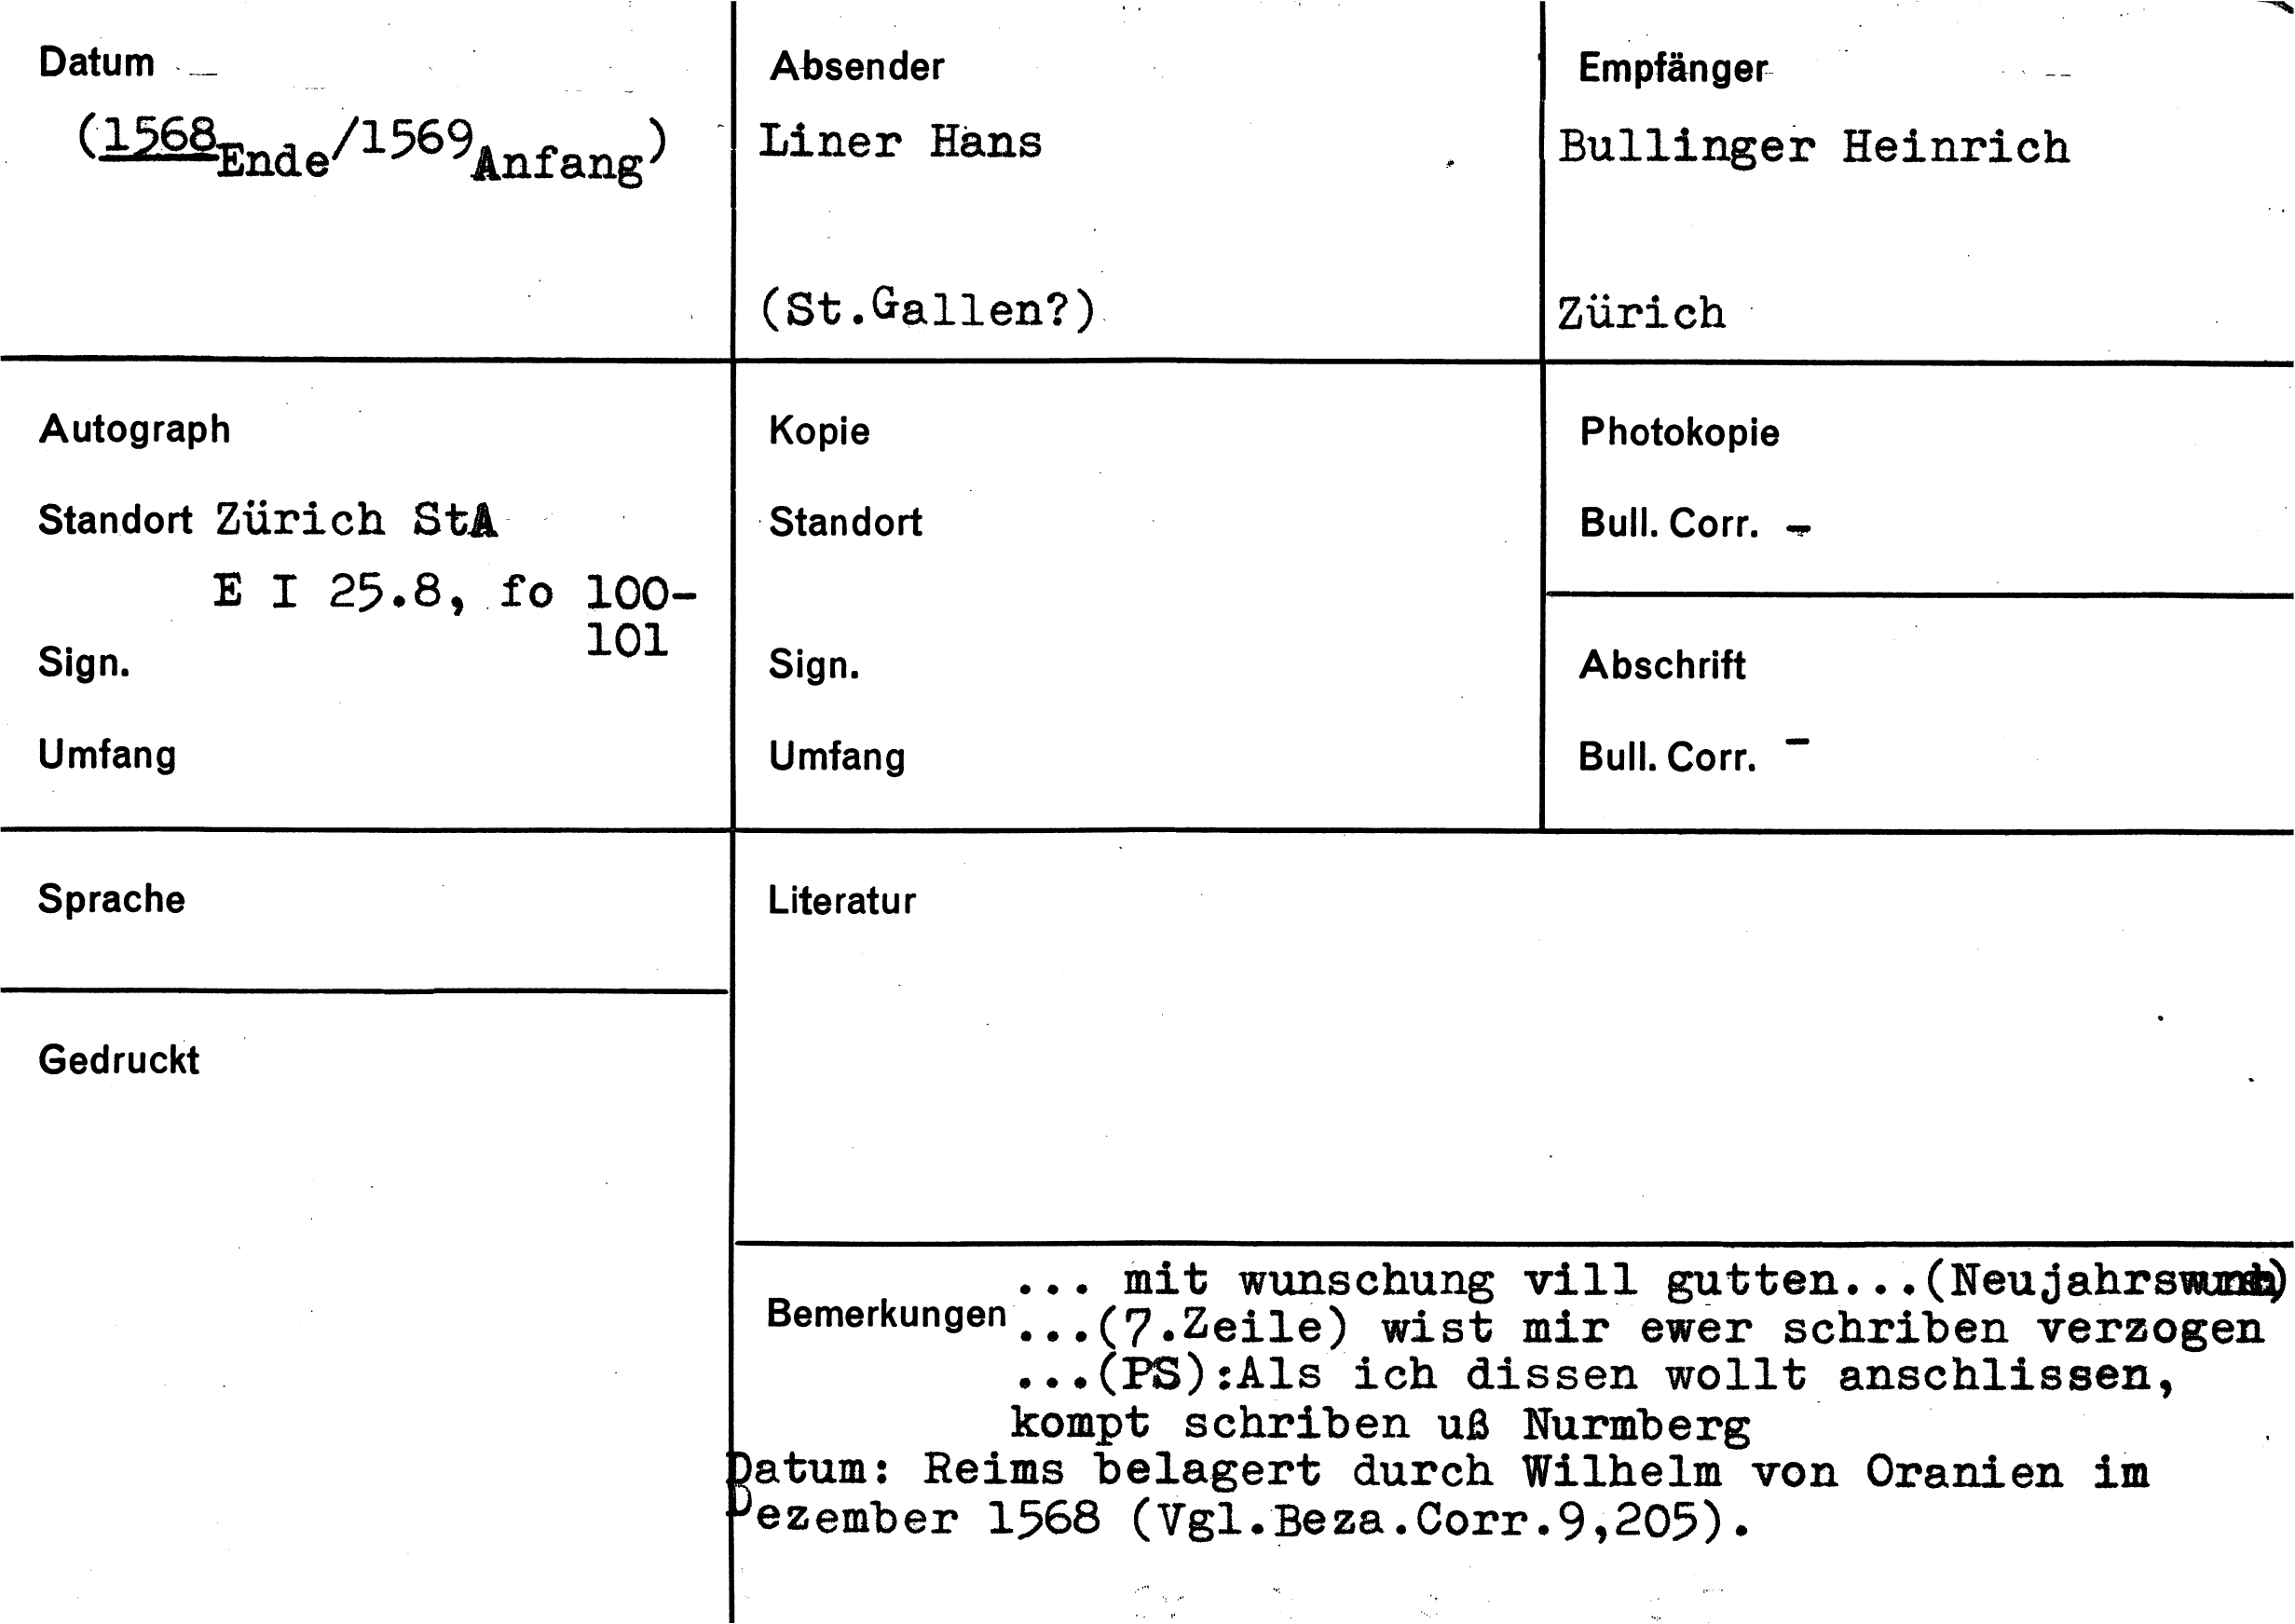 Datum
(1568 Ende/1569 Anfang)
Absender
Liner Hans
(St.Gallen?)
Empfänger
Bullinger Heinrich
Zürich
Autograph
Standort Zürich StA
E I 25.8, fo 100-
101
Sign.
Umfang
Kopie
Standort
Sign.
Umfang
Photokopie
Bull. Corr. -
Abschrift
Bull. Corr. -
Sprache
Gedruckt
Literatur
Bemerkungen
... mit wunschung vill gutten...(Neujahrswunsch)
...(7.Zeile) wist mir ewer schriben verzogen
...(PS):Als ich dissen wollt anschlissen,
kompt schriben uß Nurmberg
Datum: Reims belagert durch Wilhelm von Oranien im
Dezember 1568 (Vgl.Beza.Corr.9,205).